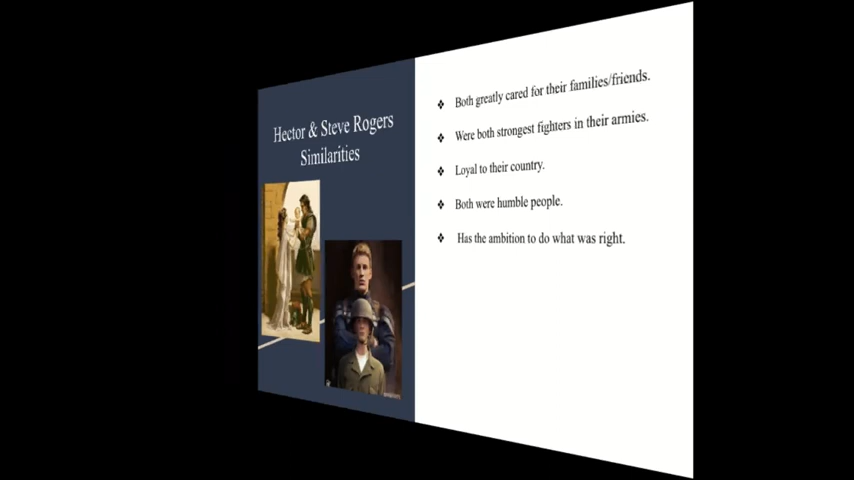 Hector & Steve Rogers
Similarities
❖ Both greatly cared for their families/friends.
❖ Were both strongest fighters in their armies.
❖ Loyal to their country.
❖ Both were humble people.
❖ Has the ambition to do what was right.